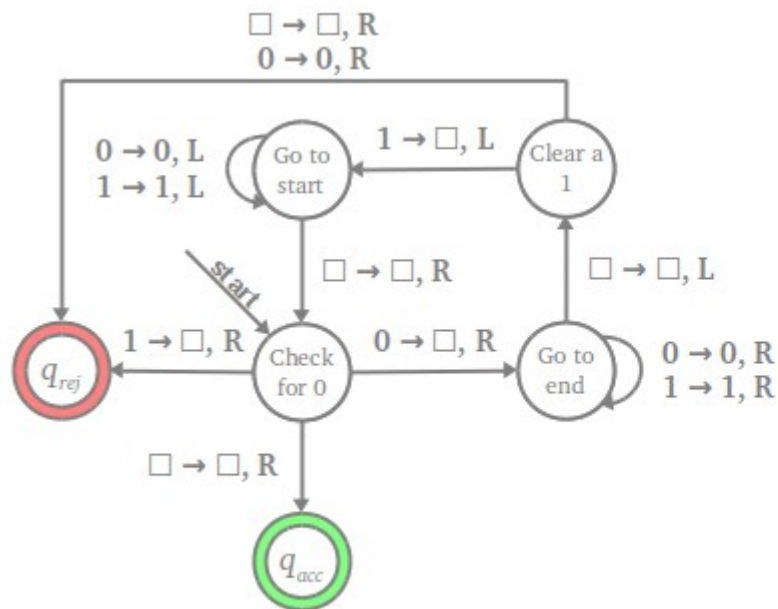 □ → □, R
0 → 0, R
0 → 0, L
1 → 1, L
Go to
start
1 → □, L
Clear a
1
□ → □, R
□ → □, L
start
q_rej
1 → □, R
Check
for 0
0 → □, R
Go to
end
0 → 0, R
1 → 1, R
□ → □, R
q_acc